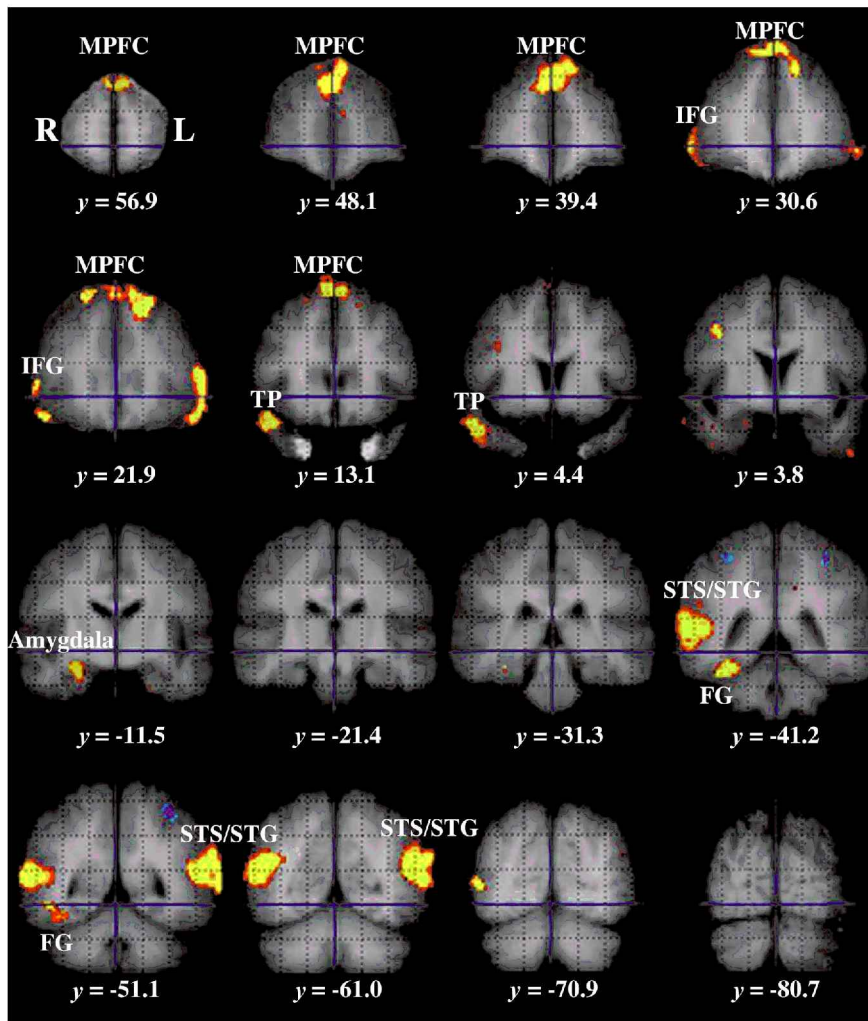 MPFC MPFC MPFC MPFC
R L IFG
y = 56.9 y = 48.1 y = 39.4 y = 30.6
MPFC MPFC
IFG TP TP
y = 21.9 y = 13.1 y = 4.4 y = 3.8
STS/STG
Amygdala
FG
y = -11.5 y = -21.4 y = -31.3 y = -41.2
STS/STG STS/STG
FG
y = -51.1 y = -61.0 y = -70.9 y = -80.7